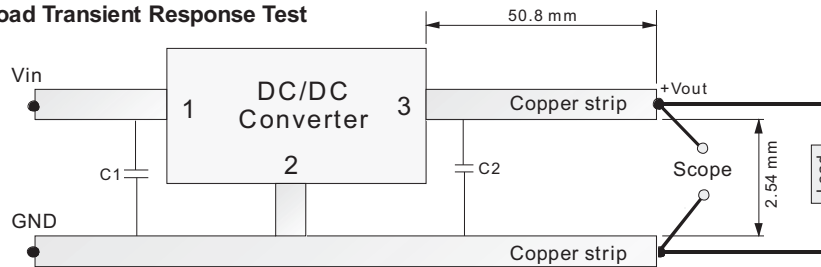 oad Transient Response Test
50.8 mm
Vin
DC/DC
Converter
1
3
2
Copper strip
+Vout
C1
C2
Scope
2.54 mm
GND
Copper strip